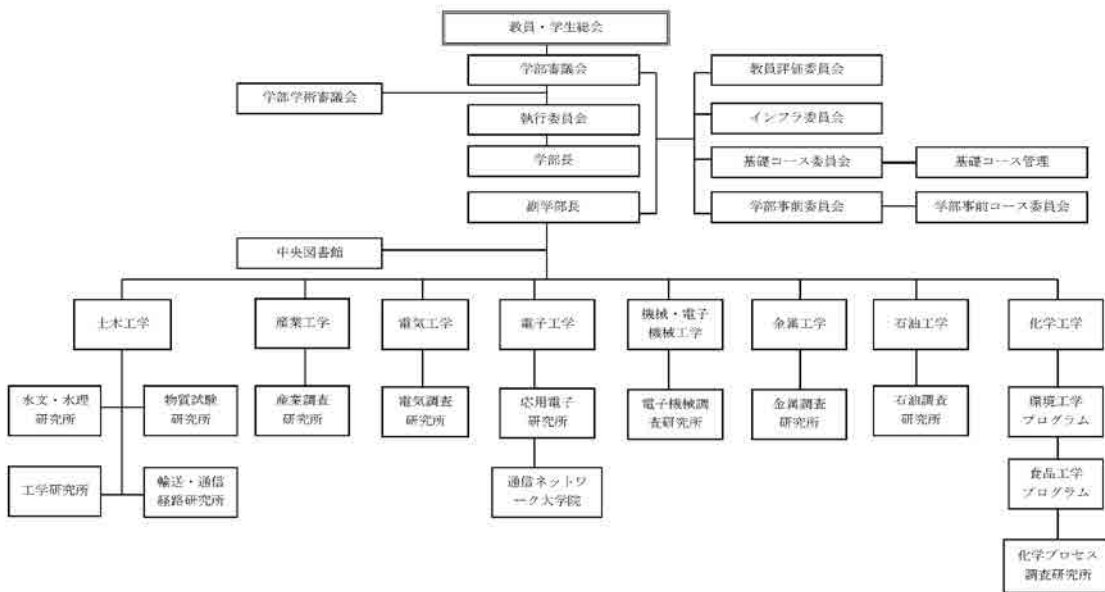 教員・学生総会
学部審議会
教員評価委員会
学部学術審議会
執行委員会
インフラ委員会
学部長
基礎コース委員会
基礎コース管理
副学部長
学部事前委員会
学部事前コース委員会
中央図書館
土木工学
産業工学
電気工学
電子工学
機械・電子
機械工学
金属工学
石油工学
化学工学
水文・水理
研究所
物質試験
研究所
産業調査
研究所
電気調査
研究所
応用電子
研究所
電子機械調
査研究所
金属調査
研究所
石油調査
研究所
環境工学
プログラム
工学研究所
輸送・通信
経路研究所
通信ネットワ
ーク大学院
食品工学
プログラム
化学プロセス
調査研究所